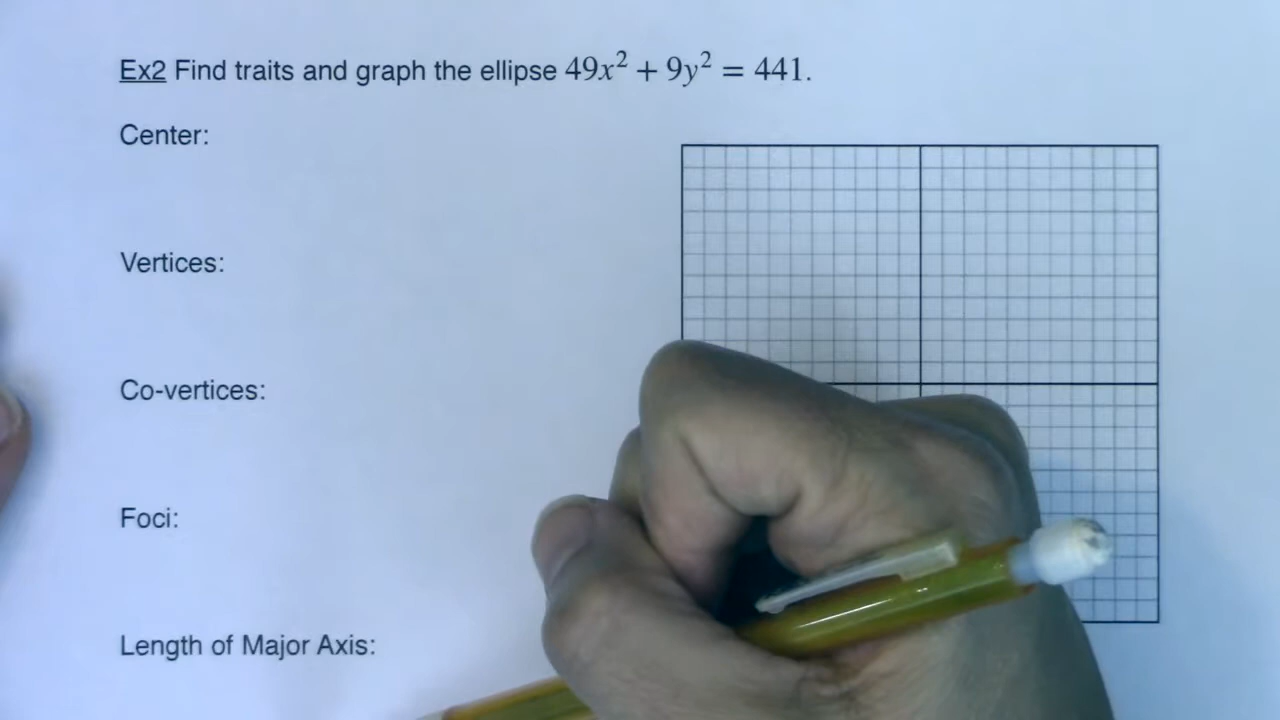 Ex2 Find traits and graph the ellipse 49x² + 9y² = 441.
Center:
Vertices:
Co-vertices:
Foci:
Length of Major Axis: